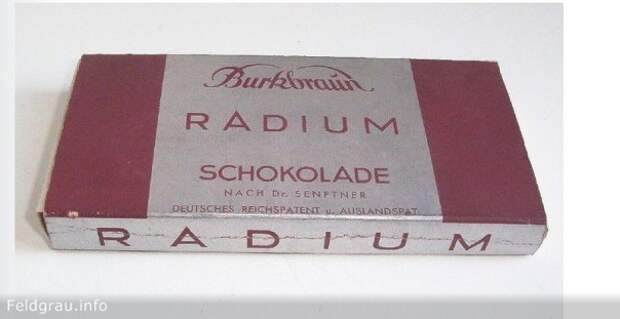 Burkbraun
RADIUM
SCHOKOLADE
NACH Dr. SENFTNER
DEUTSCHES REICHSPATENT u. AUSLANDSPAT.
RADIUM
Feldgrau.info